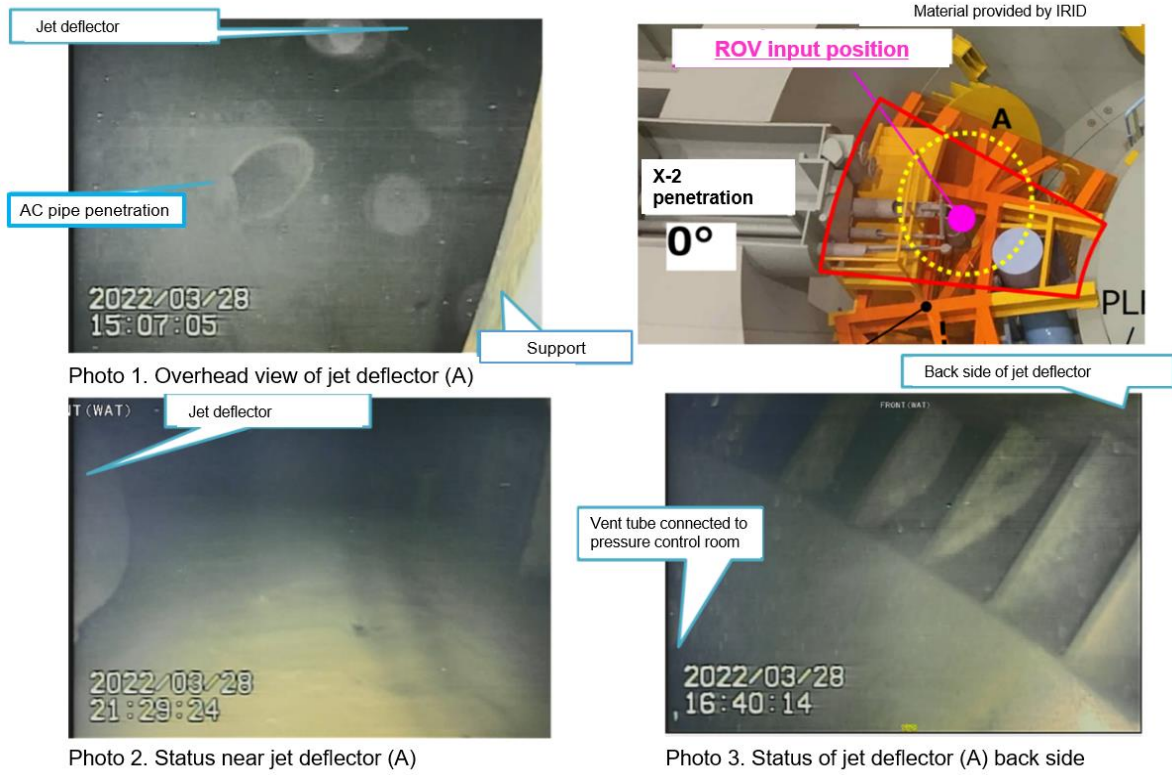 Material provided by IRID
Jet deflector
ROV input position
A
X-2
penetration
0°
AC pipe penetration
2022/03/28
15:07:05
Support
Photo 1. Overhead view of jet deflector (A)
Back side of jet deflector
(WAT)
Jet deflector
FRONT(WAT)
Vent tube connected to
pressure control room
2022/03/28
21:29:24
2022/03/28
16:40:14
Photo 2. Status near jet deflector (A)
Photo 3. Status of jet deflector (A) back side